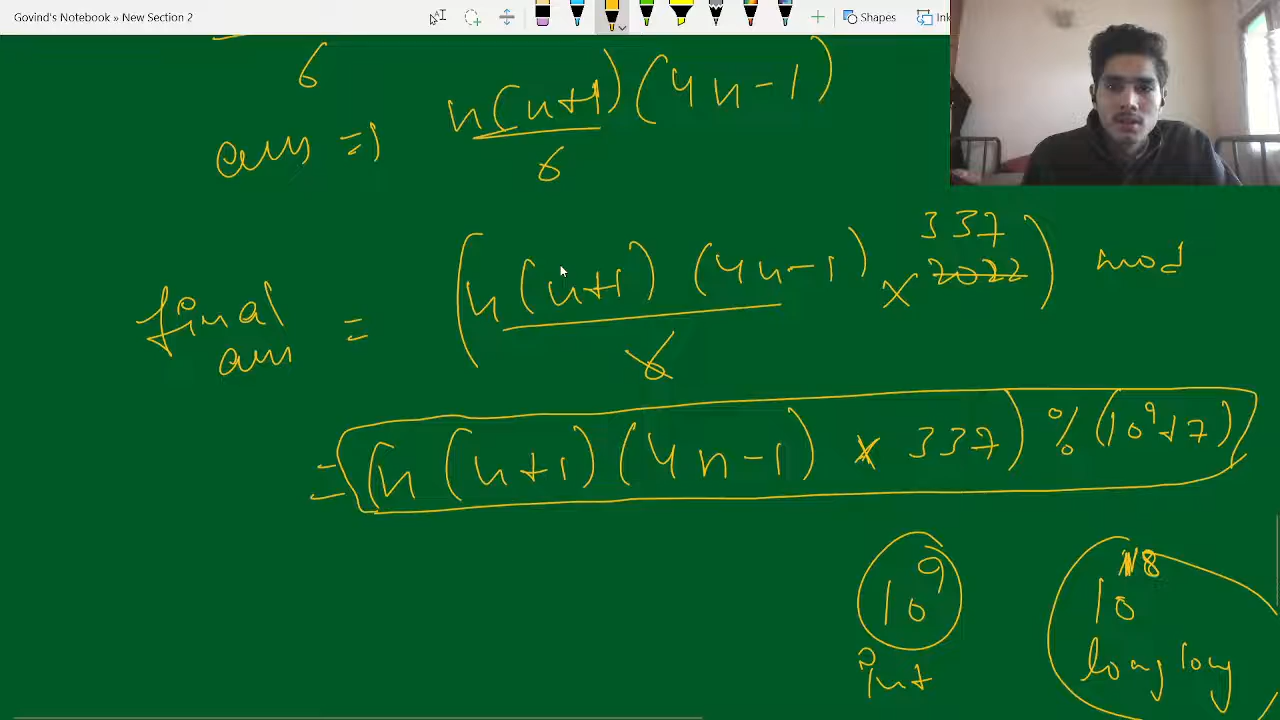 Govind's Notebook » New Section 2
Shapes
Ink
6
ans => n(n+1)(4n-1)
6
337
final ans = (n(n+1)(4n-1) × 2022) mod
6
= (n(n+1)(4n-1) × 337) % (10^9+7)
10^9
int
10^18
long long